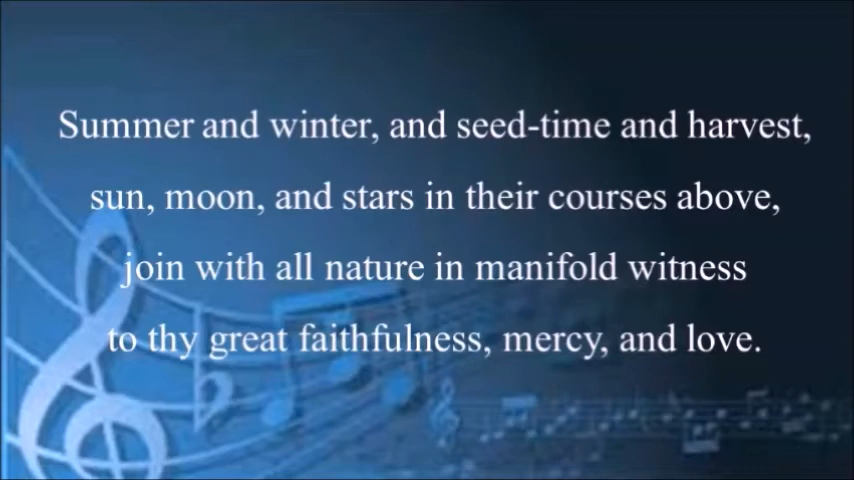 Summer and winter, and seed-time and harvest,
sun, moon, and stars in their courses above,
join with all nature in manifold witness
to thy great faithfulness, mercy, and love.